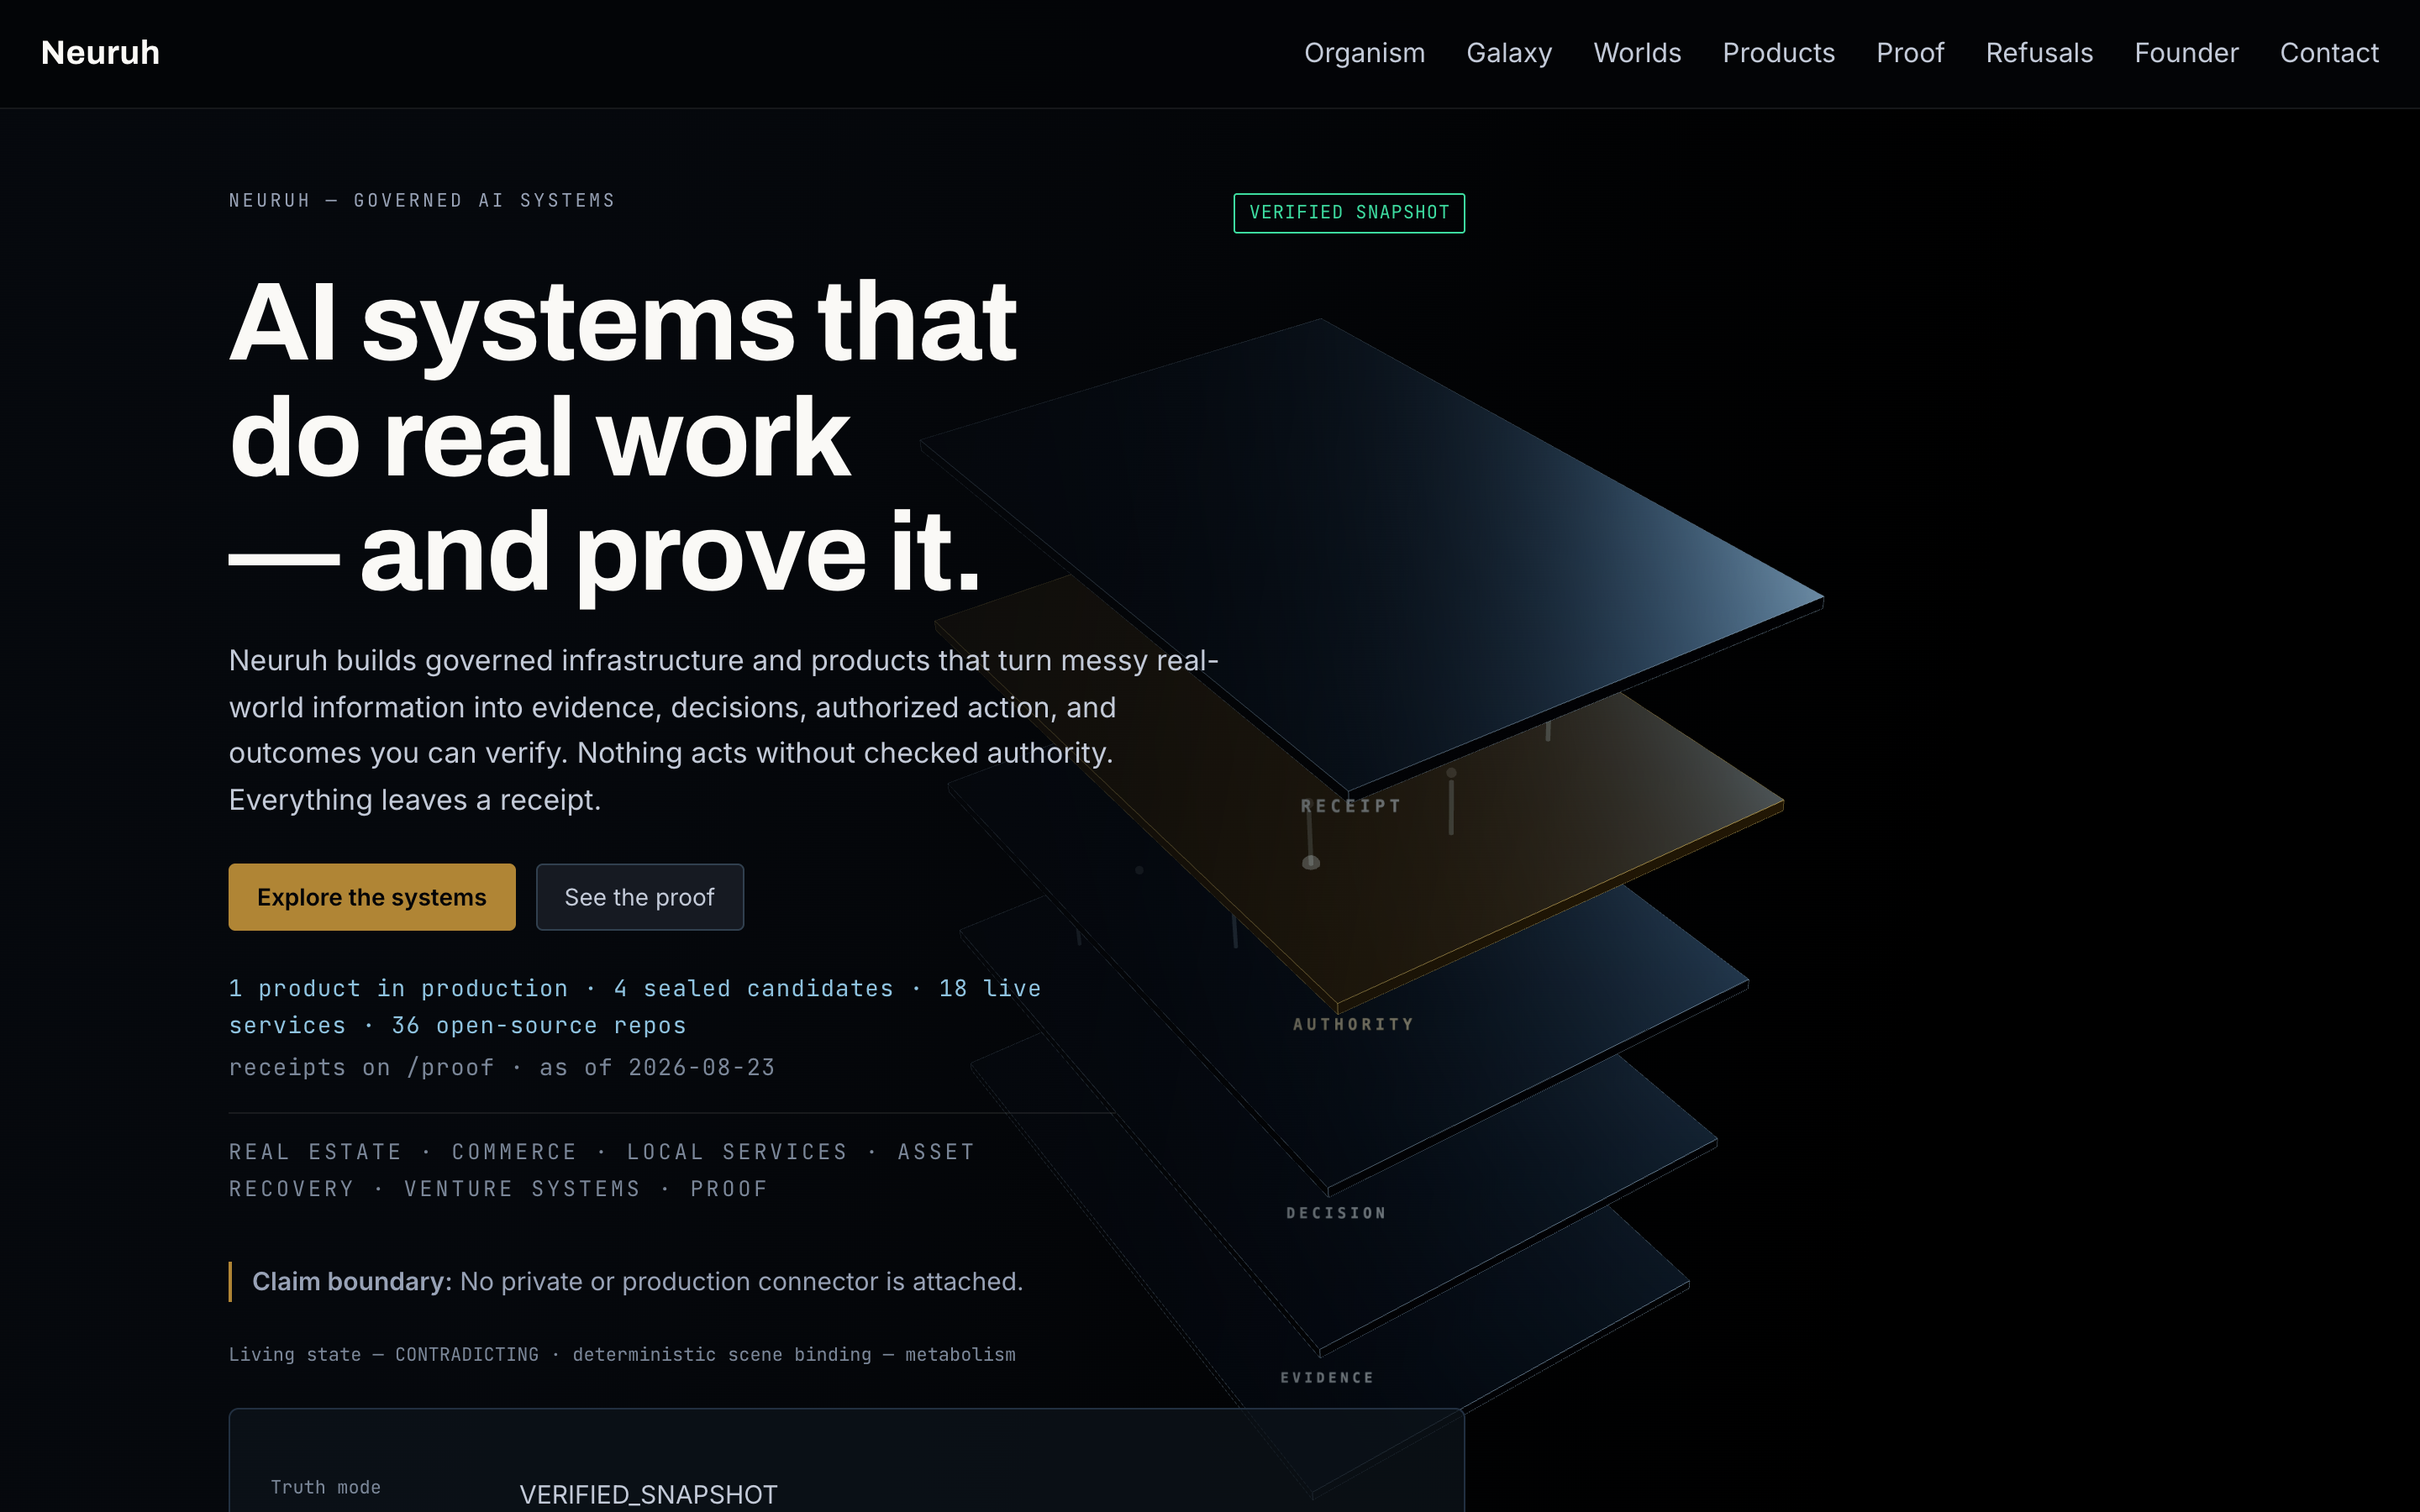 Neuruh
Organism Galaxy Worlds Products Proof Refusals Founder Contact
NEURUH — GOVERNED AI SYSTEMS
VERIFIED SNAPSHOT
AI systems that
do real work
— and prove it.
Neuruh builds governed infrastructure and products that turn messy real-
world information into evidence, decisions, authorized action, and
outcomes you can verify. Nothing acts without checked authority.
Everything leaves a receipt.
Explore the systems
See the proof
1 product in production · 4 sealed candidates · 18 live
services · 36 open-source repos
receipts on /proof · as of 2026-08-23
REAL ESTATE · COMMERCE · LOCAL SERVICES · ASSET
RECOVERY · VENTURE SYSTEMS · PROOF
Claim boundary: No private or production connector is attached.
Living state — CONTRADICTING · deterministic scene binding — metabolism
Truth mode
VERIFIED_SNAPSHOT
RECEIPT
AUTHORITY
DECISION
EVIDENCE